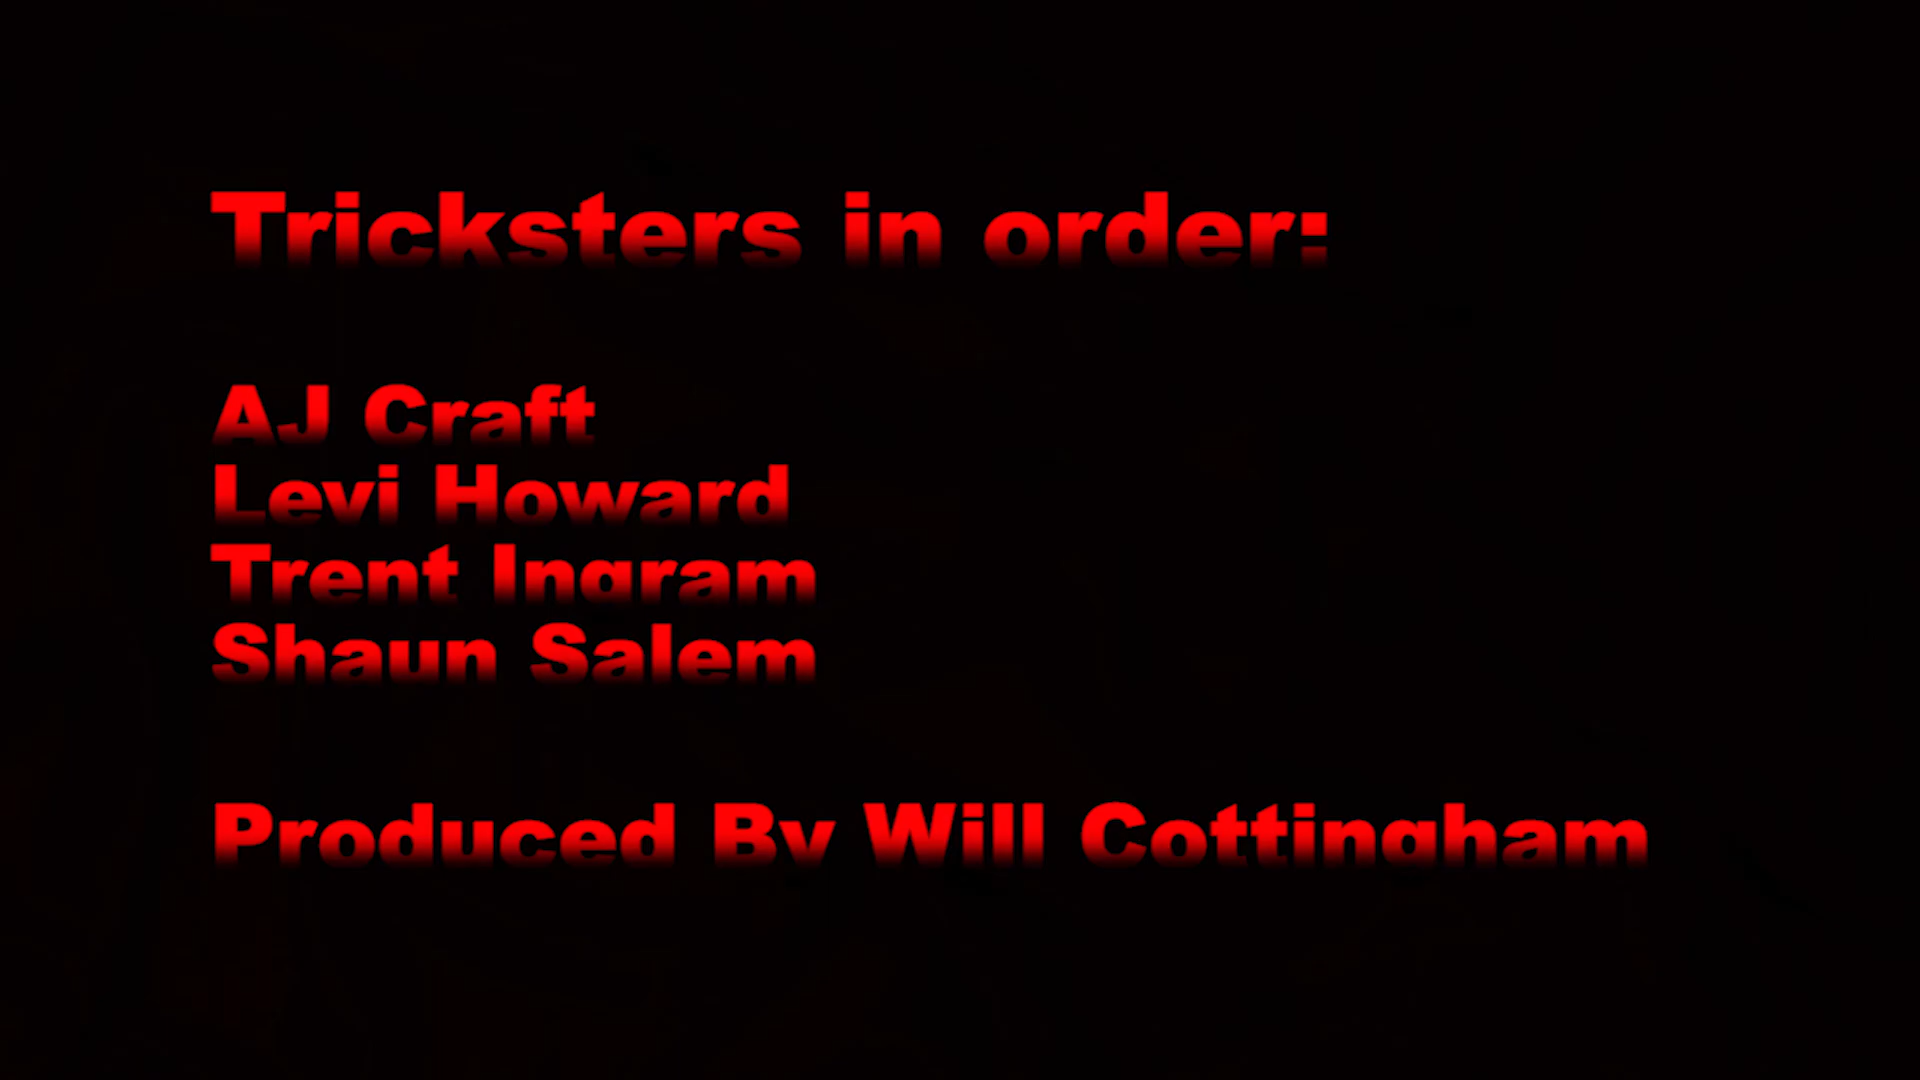 Tricksters in order:
AJ Craft
Levi Howard
Trent Ingram
Shaun Salem
Produced By Will Cottingham